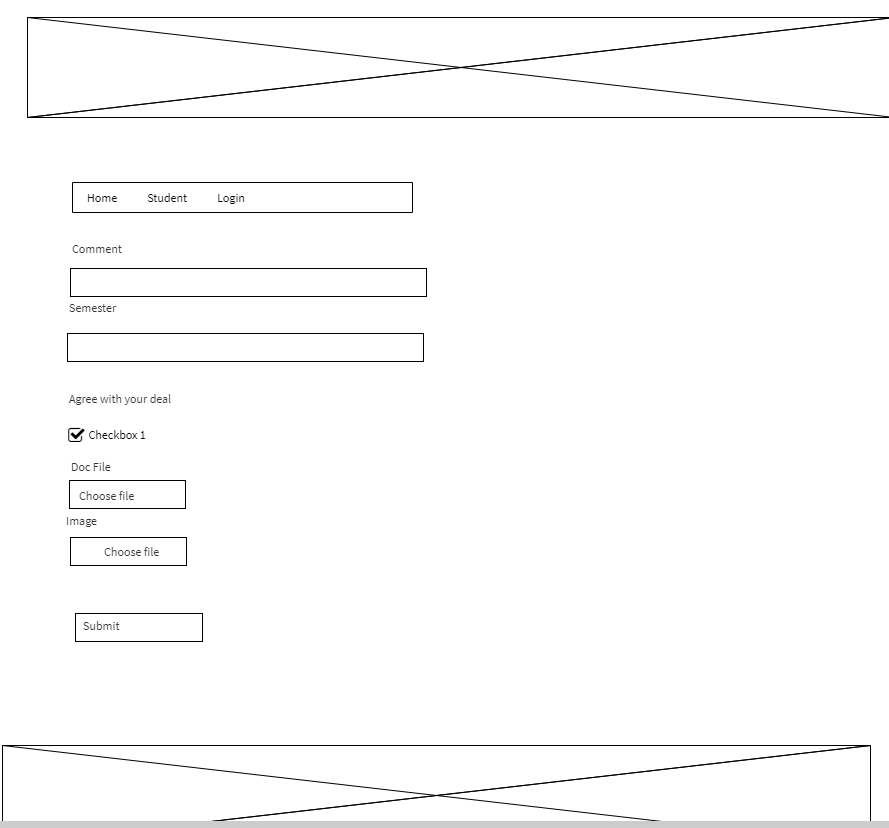 Home Student Login
Comment
Semester
Agree with your deal
Checkbox 1
Doc File
Choose file
Image
Choose file
Submit